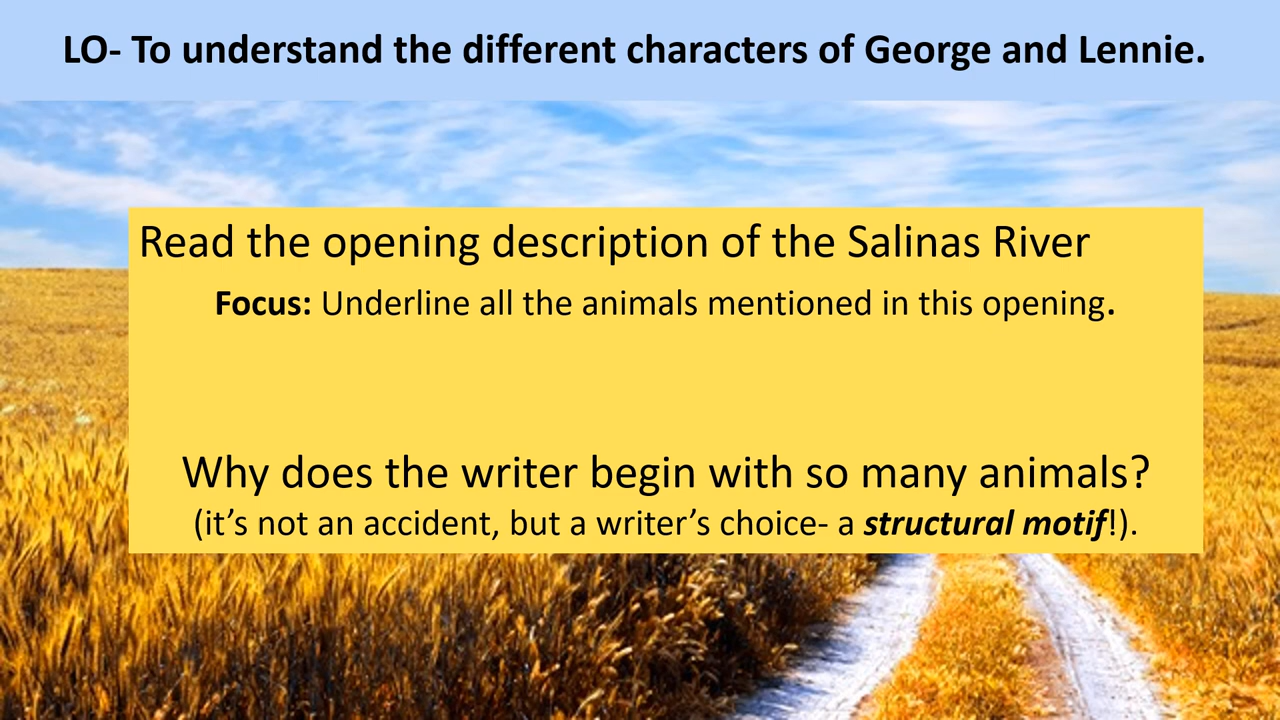 LO- To understand the different characters of George and Lennie.
Read the opening description of the Salinas River
Focus: Underline all the animals mentioned in this opening.
Why does the writer begin with so many animals?
(it’s not an accident, but a writer’s choice- a structural motif!).